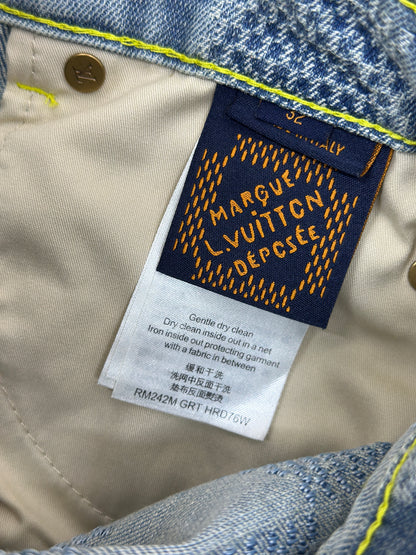 32
ITALY
MARQUE
L.VUITTON
DÉPOSÉE
Gentle dry clean
Dry clean inside out in a net
Iron inside out protecting garment
with a fabric in between
缓和干洗
洗网中反面干洗
垫布反面熨烫
RM242M GRT HRD76W